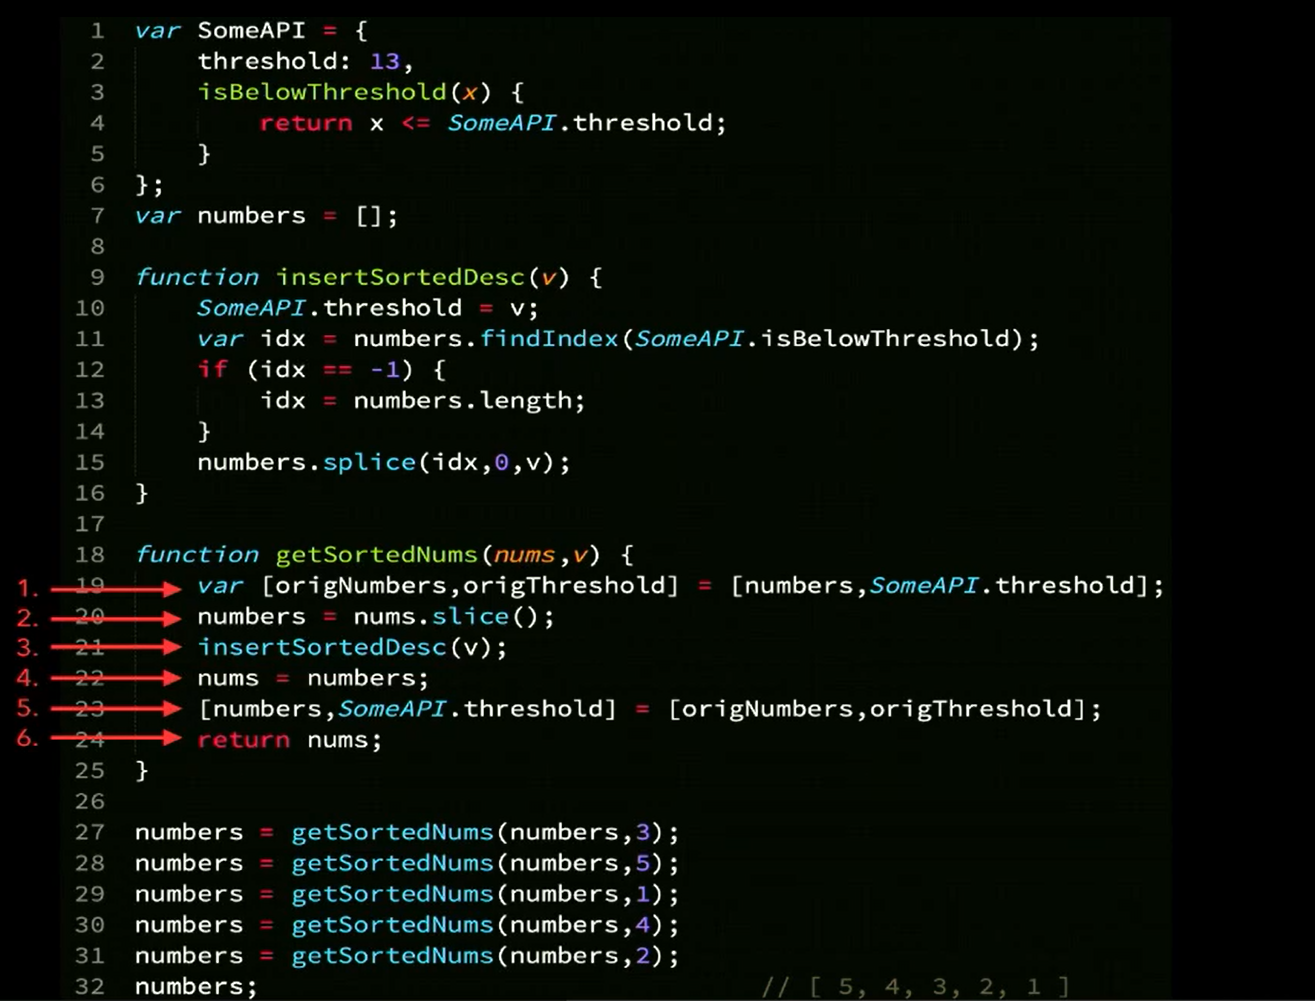 1 var SomeAPI = {
2 threshold: 13,
3 isBelowThreshold(x) {
4 return x <= SomeAPI.threshold;
5 }
6 };
7 var numbers = [];
8
9 function insertSortedDesc(v) {
10 SomeAPI.threshold = v;
11 var idx = numbers.findIndex(SomeAPI.isBelowThreshold);
12 if (idx == -1) {
13 idx = numbers.length;
14 }
15 numbers.splice(idx,0,v);
16 }
17
18 function getSortedNums(nums,v) {
1. 19 var [origNumbers,origThreshold] = [numbers,SomeAPI.threshold];
2. 20 numbers = nums.slice();
3. 21 insertSortedDesc(v);
4. 22 nums = numbers;
5. 23 [numbers,SomeAPI.threshold] = [origNumbers,origThreshold];
6. 24 return nums;
25 }
26
27 numbers = getSortedNums(numbers,3);
28 numbers = getSortedNums(numbers,5);
29 numbers = getSortedNums(numbers,1);
30 numbers = getSortedNums(numbers,4);
31 numbers = getSortedNums(numbers,2);
32 numbers; // [ 5, 4, 3, 2, 1 ]